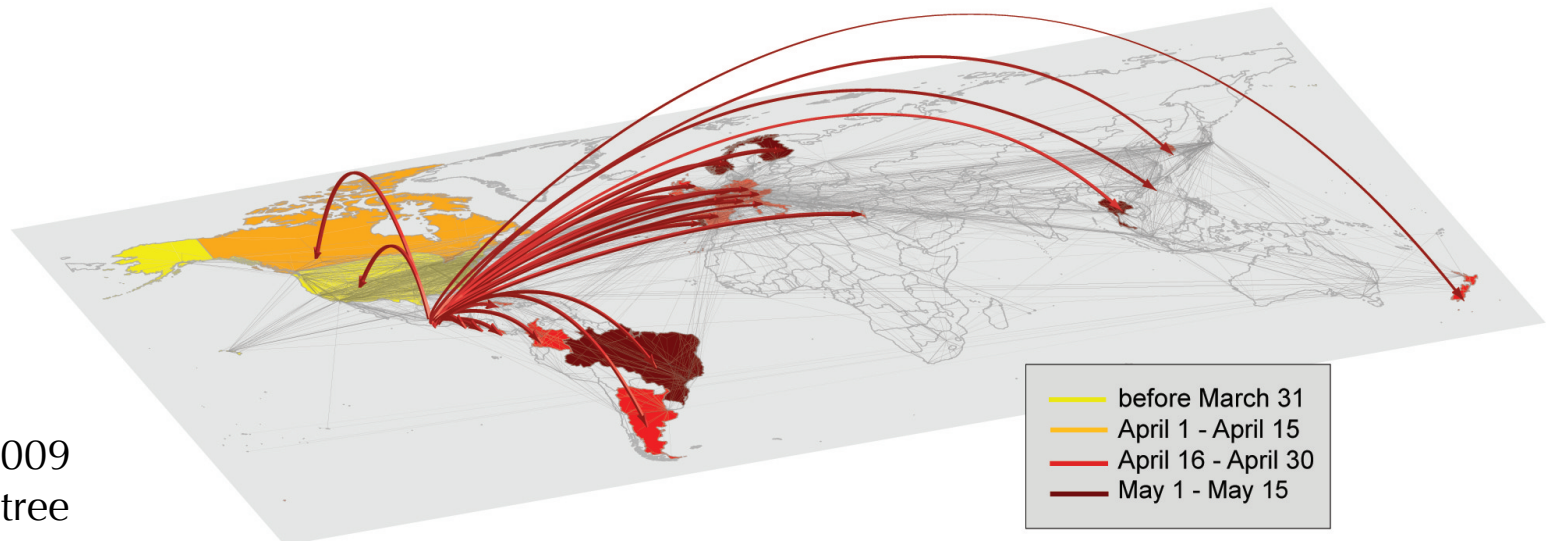 before March 31
April 1 - April 15
April 16 - April 30
May 1 - May 15
009
tree